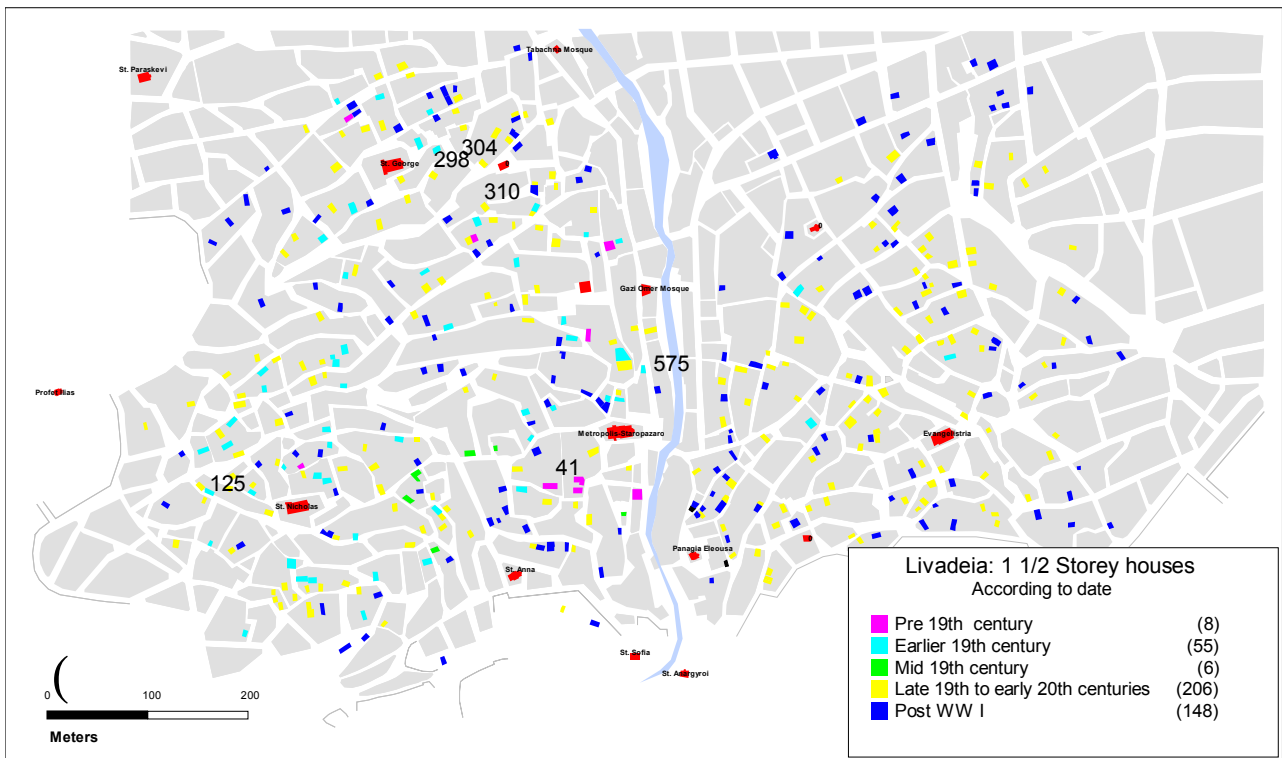 Tabachna Mosque
St. Paraskevi
304
298
St. George
0
310
0
Gazi Omer Mosque
575
Profet Ilias
Metropolis-Staropazaro
Evangelistria
41
125
St. Nicholas
0
Panagia Eleousa
St. Anna
St. Sofia
St. Anargyroi
(
0 100 200
Meters
Livadeia: 1 1/2 Storey houses
According to date
Pre 19th century (8)
Earlier 19th century (55)
Mid 19th century (6)
Late 19th to early 20th centuries (206)
Post WW I (148)